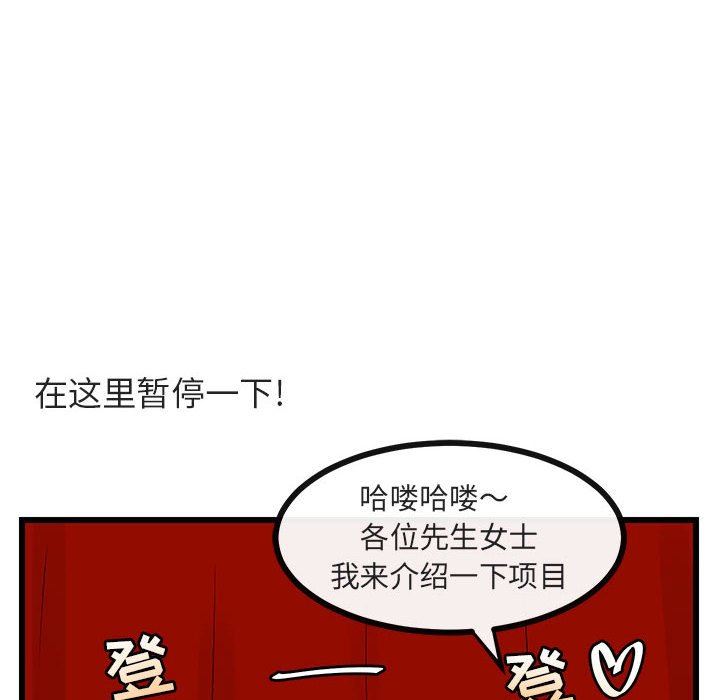 在这里暂停一下!
哈喽哈喽～
各位先生女士
我来介绍一下项目
登一登♡